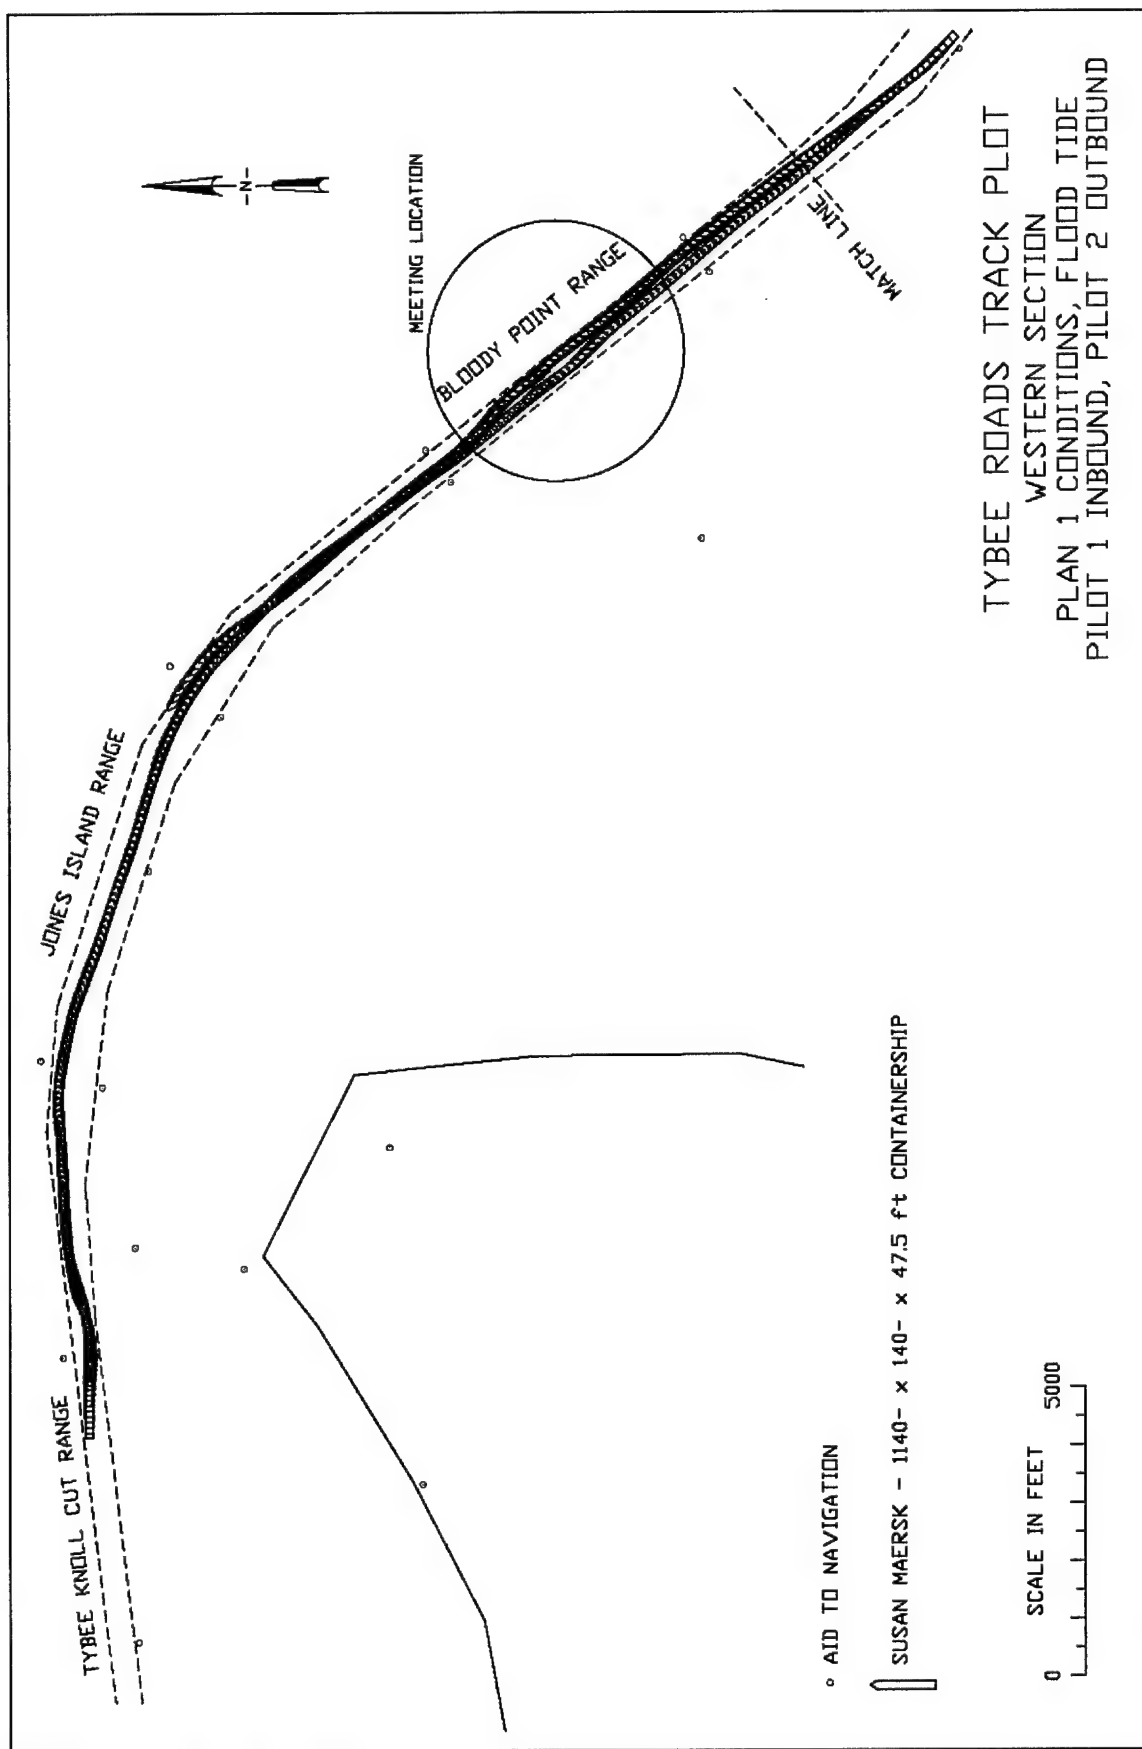 TYBEE KNOLL CUT RANGE
JONES ISLAND RANGE
BLOODY POINT RANGE
MEETING LOCATION
-N-
MATCH LINE
AID TO NAVIGATION
SUSAN MAERSK - 1140- x 140- x 47.5 ft CONTAINERSHIP
SCALE IN FEET
0 5000
TYBEE ROADS TRACK PLOT
WESTERN SECTION
PLAN 1 CONDITIONS, FLOOD TIDE
PILOT 1 INBOUND, PILOT 2 OUTBOUND